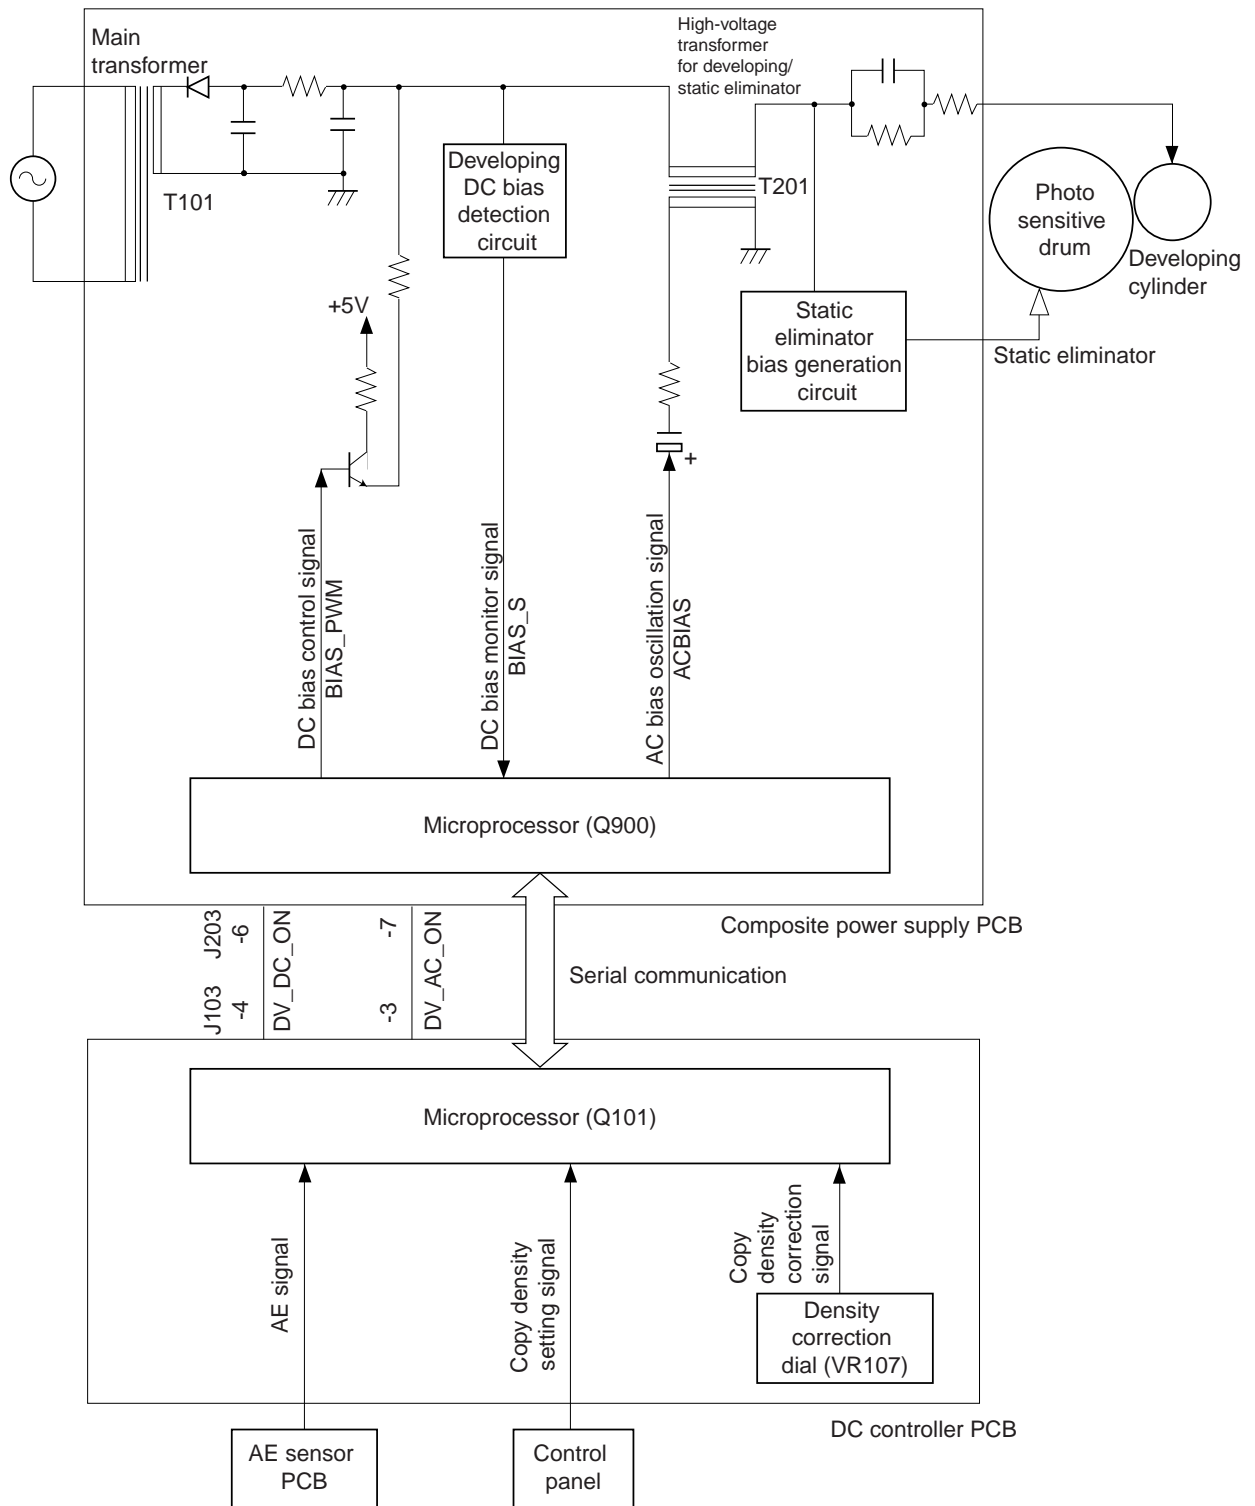 Main
transformer
High-voltage
transformer
for developing/
static eliminator
T101
Developing
DC bias
detection
circuit
T201
Photo
sensitive
drum
Developing
cylinder
+5V
Static
eliminator
bias generation
circuit
Static eliminator
+
DC bias control signal
BIAS_PWM
DC bias monitor signal
BIAS_S
AC bias oscillation signal
ACBIAS
Microprocessor (Q900)
Composite power supply PCB
J203
-6
-7
J103
-4
DV_DC_ON
-3
DV_AC_ON
Serial communication
Microprocessor (Q101)
AE signal
Copy density
setting signal
Copy
density
correction
signal
Density
correction
dial (VR107)
DC controller PCB
AE sensor
PCB
Control
panel